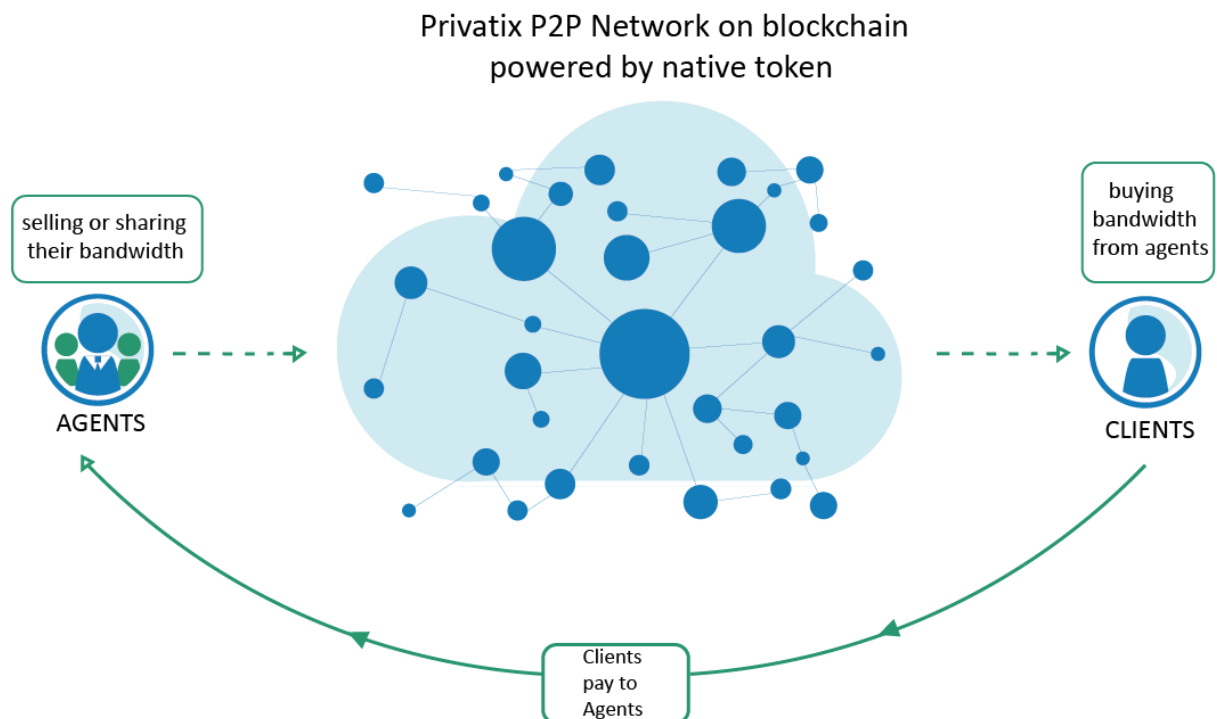 Privatix P2P Network on blockchain
powered by native token
selling or sharing
their bandwidth
AGENTS
buying
bandwidth
from agents
CLIENTS
Clients
pay to
Agents